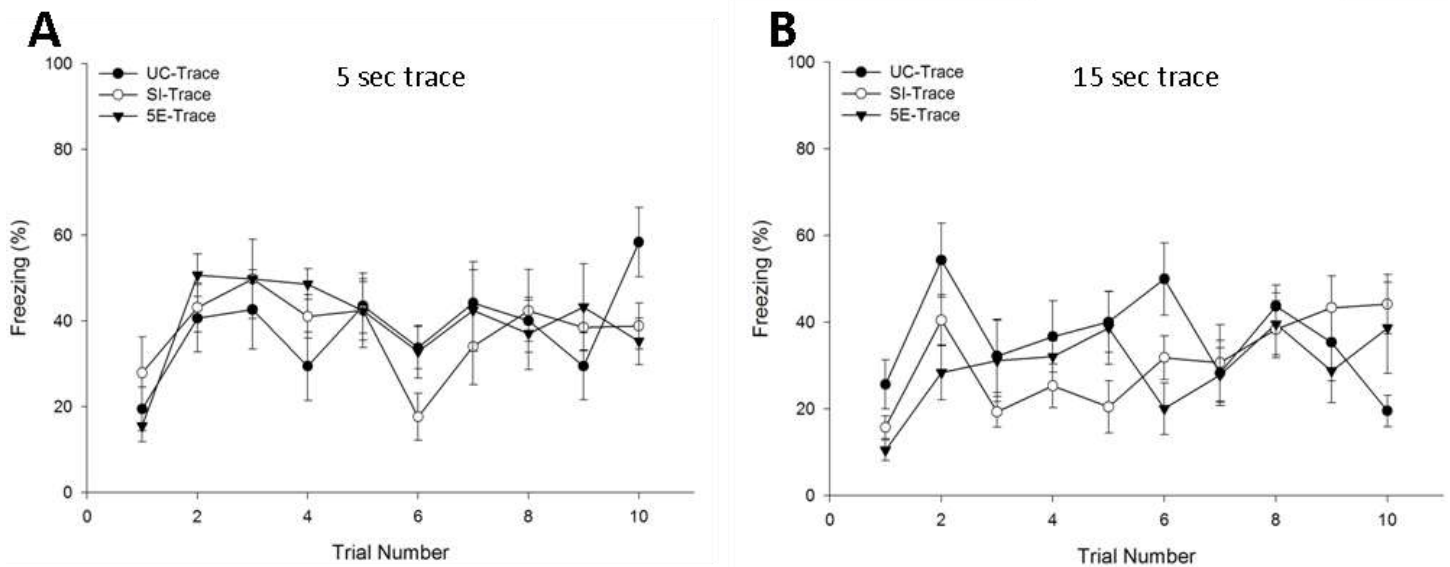 A
5 sec trace
UC-Trace
SI-Trace
5E-Trace
100
80
60
40
20
0
Freezing (%)
0 2 4 6 8 10
Trial Number
B
15 sec trace
UC-Trace
SI-Trace
5E-Trace
100
80
60
40
20
0
Freezing (%)
0 2 4 6 8 10
Trial Number